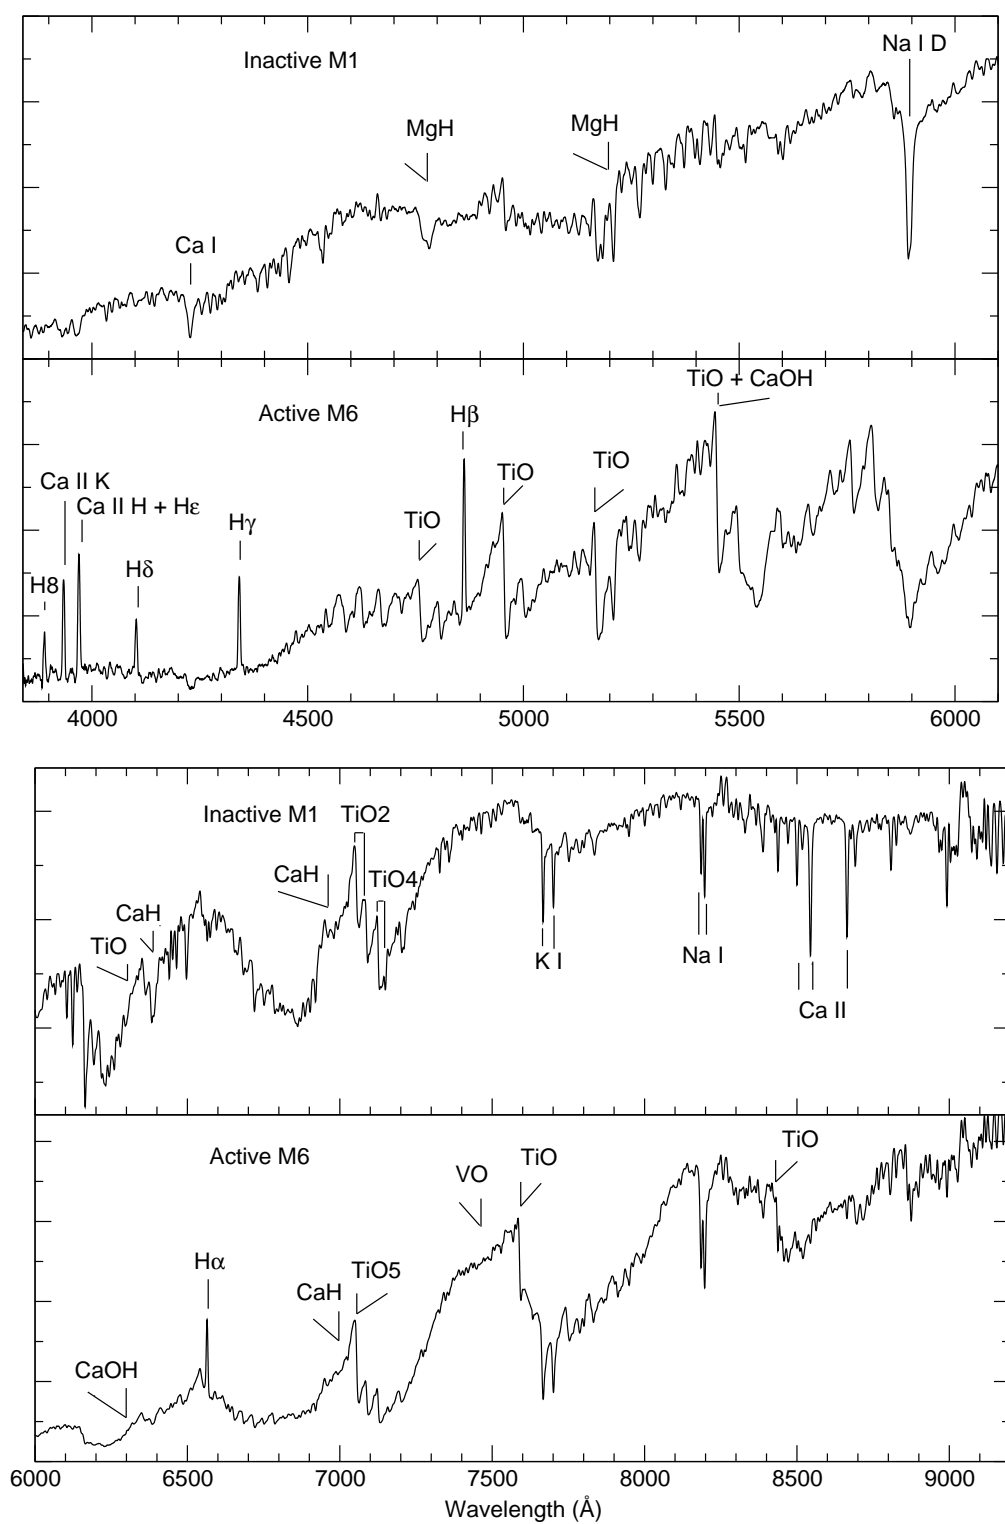 Inactive M1
Na I D
MgH
MgH
Ca I
Active M6
TiO + CaOH
Hβ
Ca II K
TiO
TiO
Ca II H + Hε
Hγ
TiO
H8
Hδ
4000 4500 5000 5500 6000
Inactive M1
TiO2
TiO4
CaH
CaH
TiO
K I
Na I
Ca II
Active M6
TiO
TiO
VO
Hα
TiO5
CaH
CaOH
6000 6500 7000 7500 8000 8500 9000
Wavelength (Å)